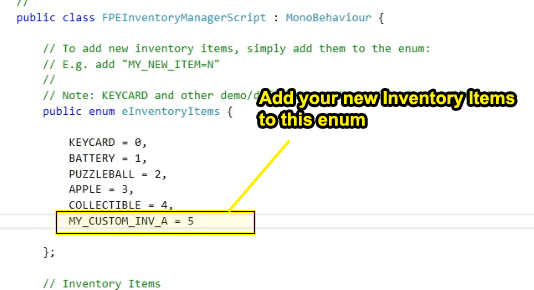 //
public class FPEInventoryManagerScript : MonoBehaviour {
// To add new inventory items, simply add them to the enum:
// E.g. add "MY_NEW_ITEM=N"
//
// Note: KEYCARD and other demo/d
Add your new Inventory Items
to this enum
public enum eInventoryItems {
KEYCARD = 0,
BATTERY = 1,
PUZZLEBALL = 2,
APPLE = 3,
COLLECTIBLE = 4,
MY_CUSTOM_INV_A = 5
};
// Inventory Items